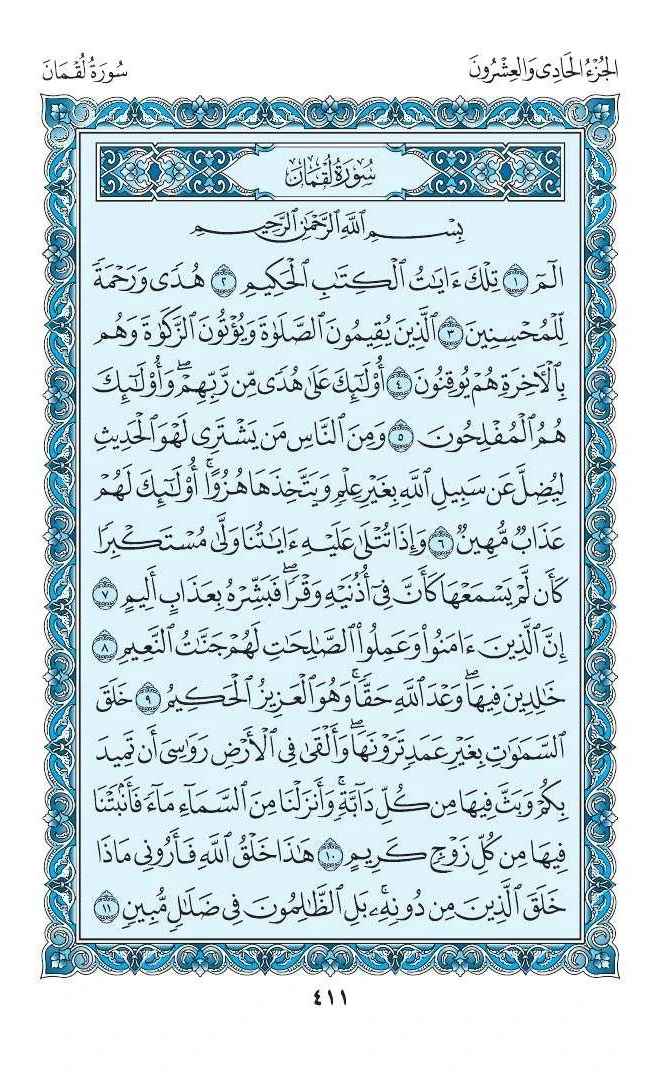 الجُزْءُ الحَادِى وَالعِشْرُونَ
سُورَةُ لُقْمَان
سُورَةُ لُقْمَان
بِسْمِ ٱللَّهِ ٱلرَّحْمَٰنِ ٱلرَّحِيمِ
الٓمٓ ١ تِلْكَ ءَايَٰتُ ٱلْكِتَٰبِ ٱلْحَكِيمِ ٢ هُدًى وَرَحْمَةً
لِّلْمُحْسِنِينَ ٣ ٱلَّذِينَ يُقِيمُونَ ٱلصَّلَوٰةَ وَيُؤْتُونَ ٱلزَّكَوٰةَ وَهُم
بِٱلْأَخِرَةِ هُمْ يُوقِنُونَ ٤ أُوْلَٰٓئِكَ عَلَىٰ هُدًى مِّن رَّبِّهِمْۖ وَأُوْلَٰٓئِكَ
هُمُ ٱلْمُفْلِحُونَ ٥ وَمِنَ ٱلنَّاسِ مَن يَشْتَرِى لَهْوَ ٱلْحَدِيثِ
لِيُضِلَّ عَن سَبِيلِ ٱللَّهِ بِغَيْرِ عِلْمٍ وَيَتَّخِذَهَا هُزُوًاۚ أُوْلَٰٓئِكَ لَهُمْ
عَذَابٌ مُّهِينٌ ٦ وَإِذَا تُتْلَىٰ عَلَيْهِ ءَايَٰتُنَا وَلَّىٰ مُسْتَكْبِرًا
كَأَن لَّمْ يَسْمَعْهَا كَأَنَّ فِىٓ أُذُنَيْهِ وَقْرًاۖ فَبَشِّرْهُ بِعَذَابٍ أَلِيمٍ ٧
إِنَّ ٱلَّذِينَ ءَامَنُواْ وَعَمِلُواْ ٱلصَّٰلِحَٰتِ لَهُمْ جَنَّٰتُ ٱلنَّعِيمِ ٨
خَٰلِدِينَ فِيهَاۖ وَعْدَ ٱللَّهِ حَقًّاۚ وَهُوَ ٱلْعَزِيزُ ٱلْحَكِيمُ ٩ خَلَقَ
ٱلسَّمَٰوَٰتِ بِغَيْرِ عَمَدٍ تَرَوْنَهَاۖ وَأَلْقَىٰ فِى ٱلْأَرْضِ رَوَٰسِىَ أَن تَمِيدَ
بِكُمْ وَبَثَّ فِيهَا مِن كُلِّ دَآبَّةٍۚ وَأَنزَلْنَا مِنَ ٱلسَّمَآءِ مَآءً فَأَنۢبَتْنَا
فِيهَا مِن كُلِّ زَوْجٍ كَرِيمٍ ١٠ هَٰذَا خَلْقُ ٱللَّهِ فَأَرُونِى مَاذَا
خَلَقَ ٱلَّذِينَ مِن دُونِهِۦۚ بَلِ ٱلظَّٰلِمُونَ فِى ضَلَٰلٍ مُّبِينٍ ١١
٤١١